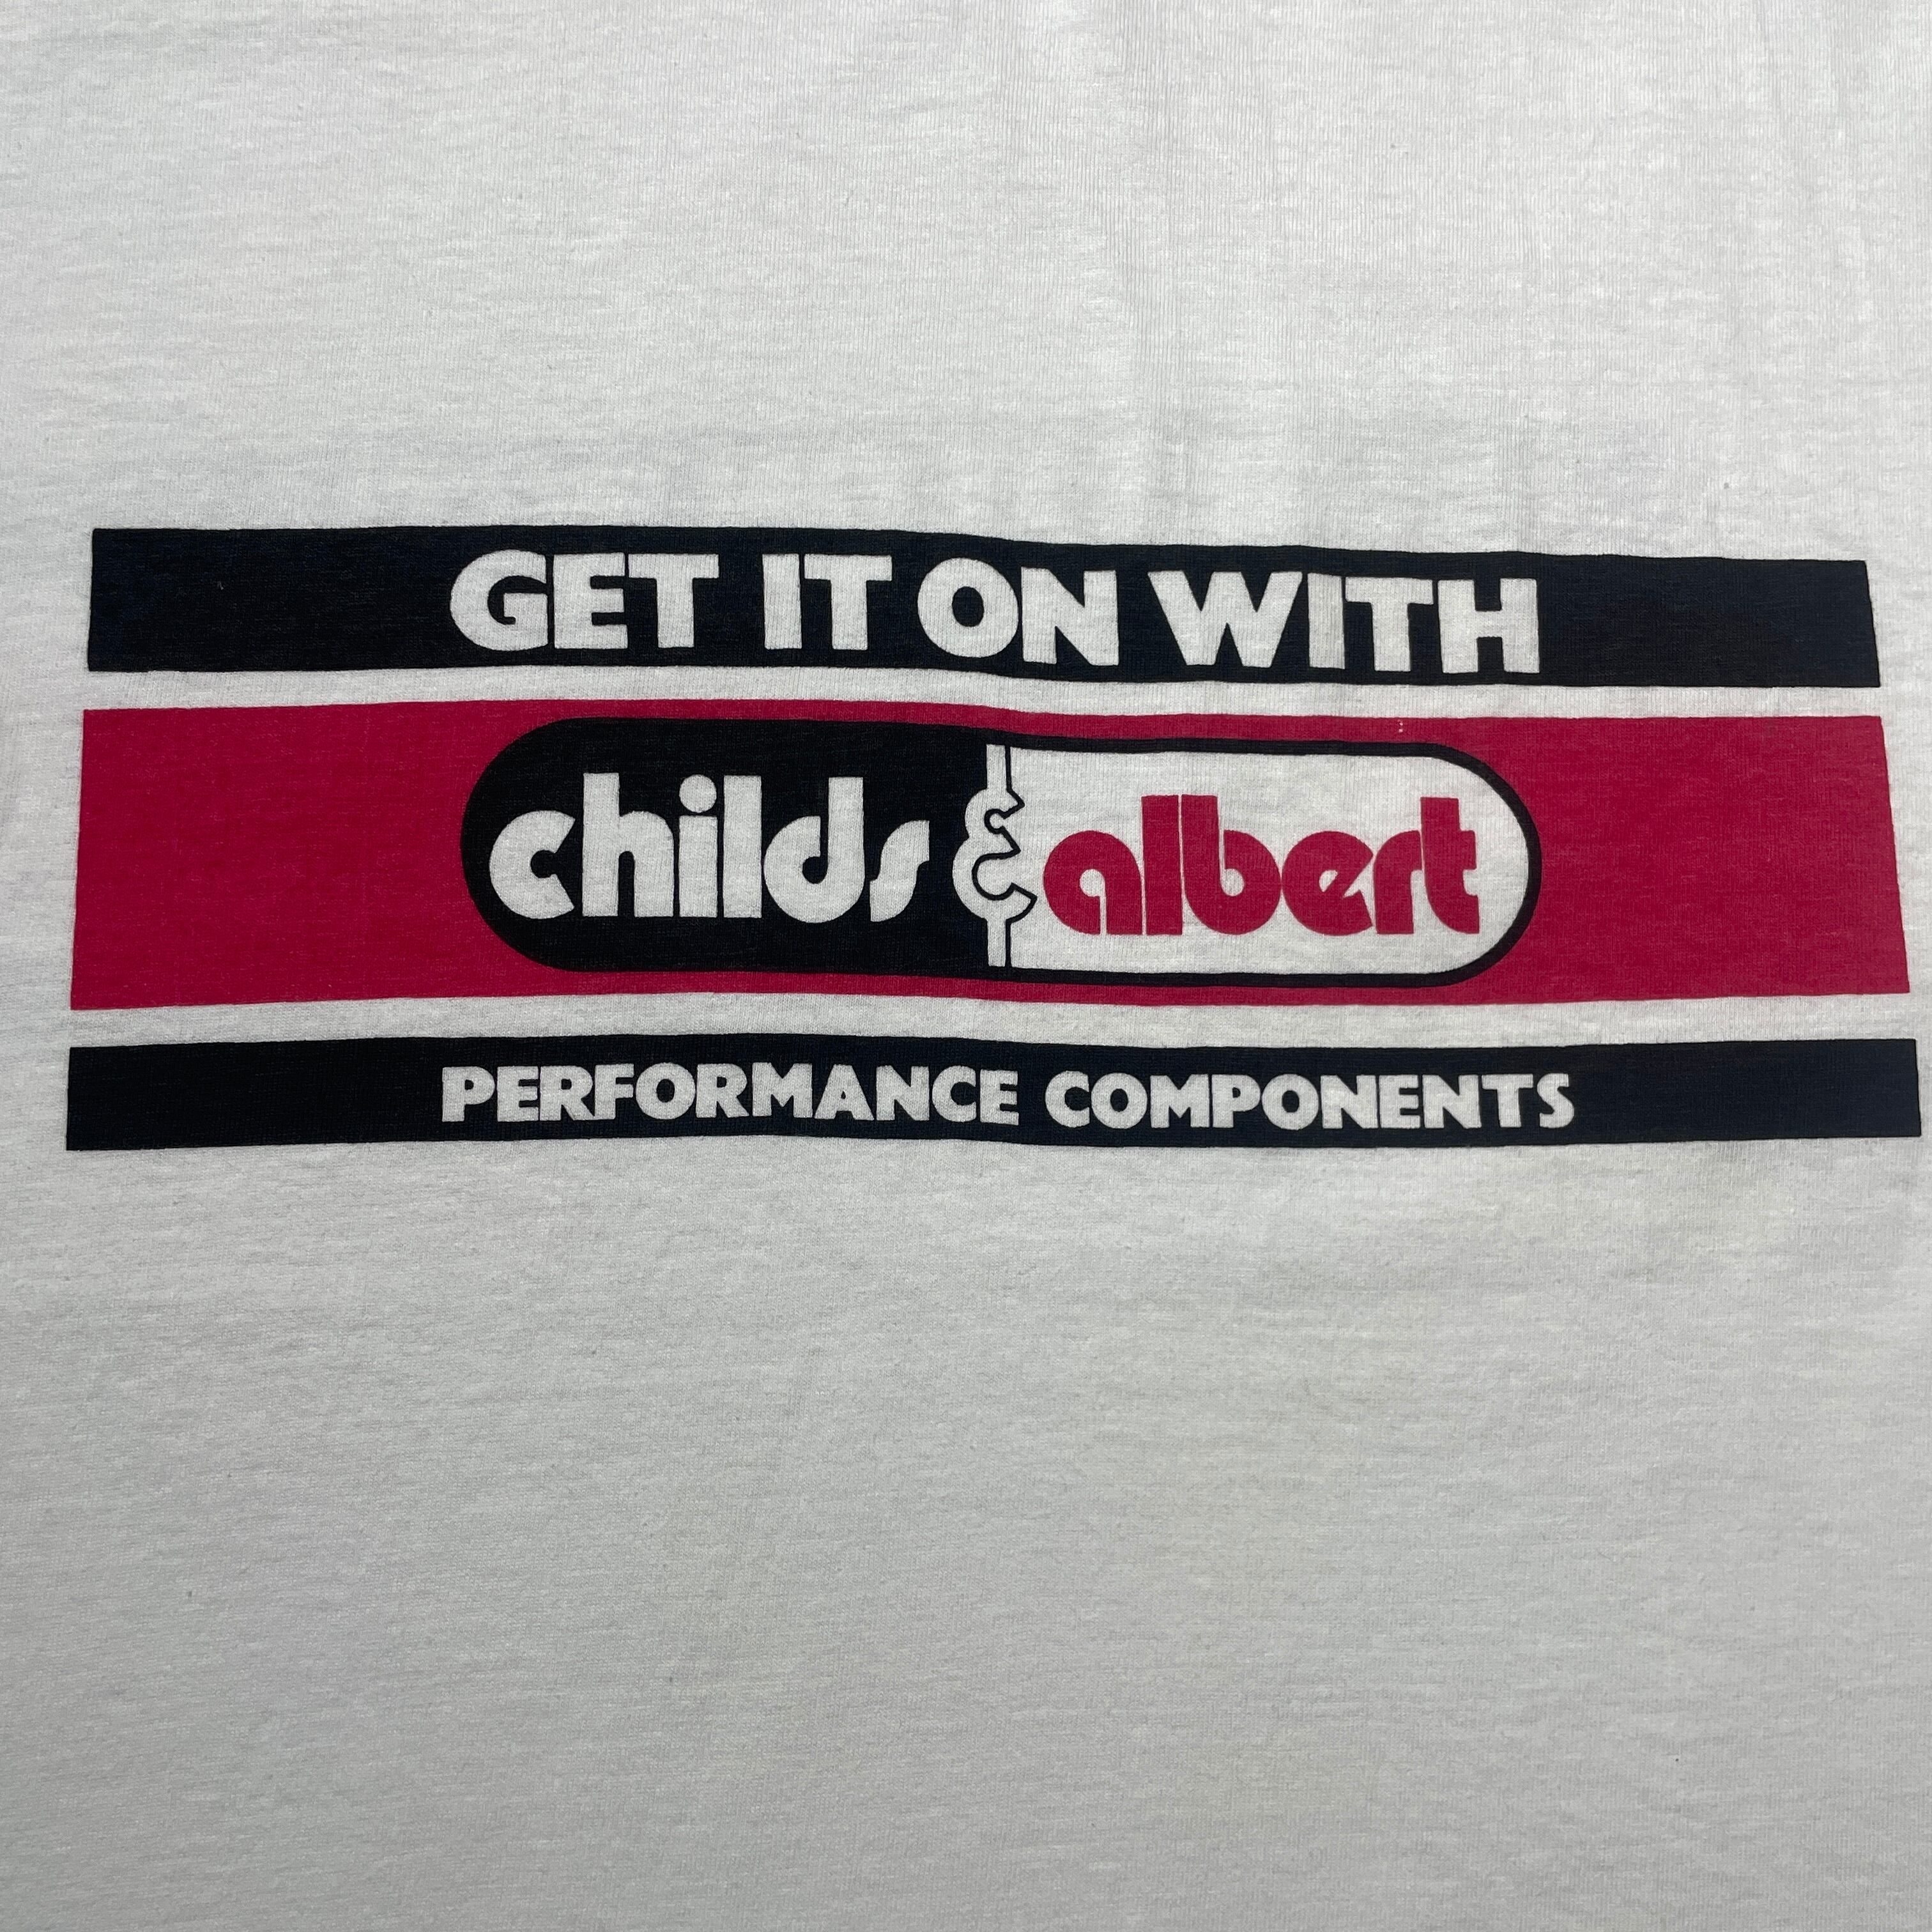 GET IT ON WITH
childs & albert
PERFORMANCE COMPONENTS